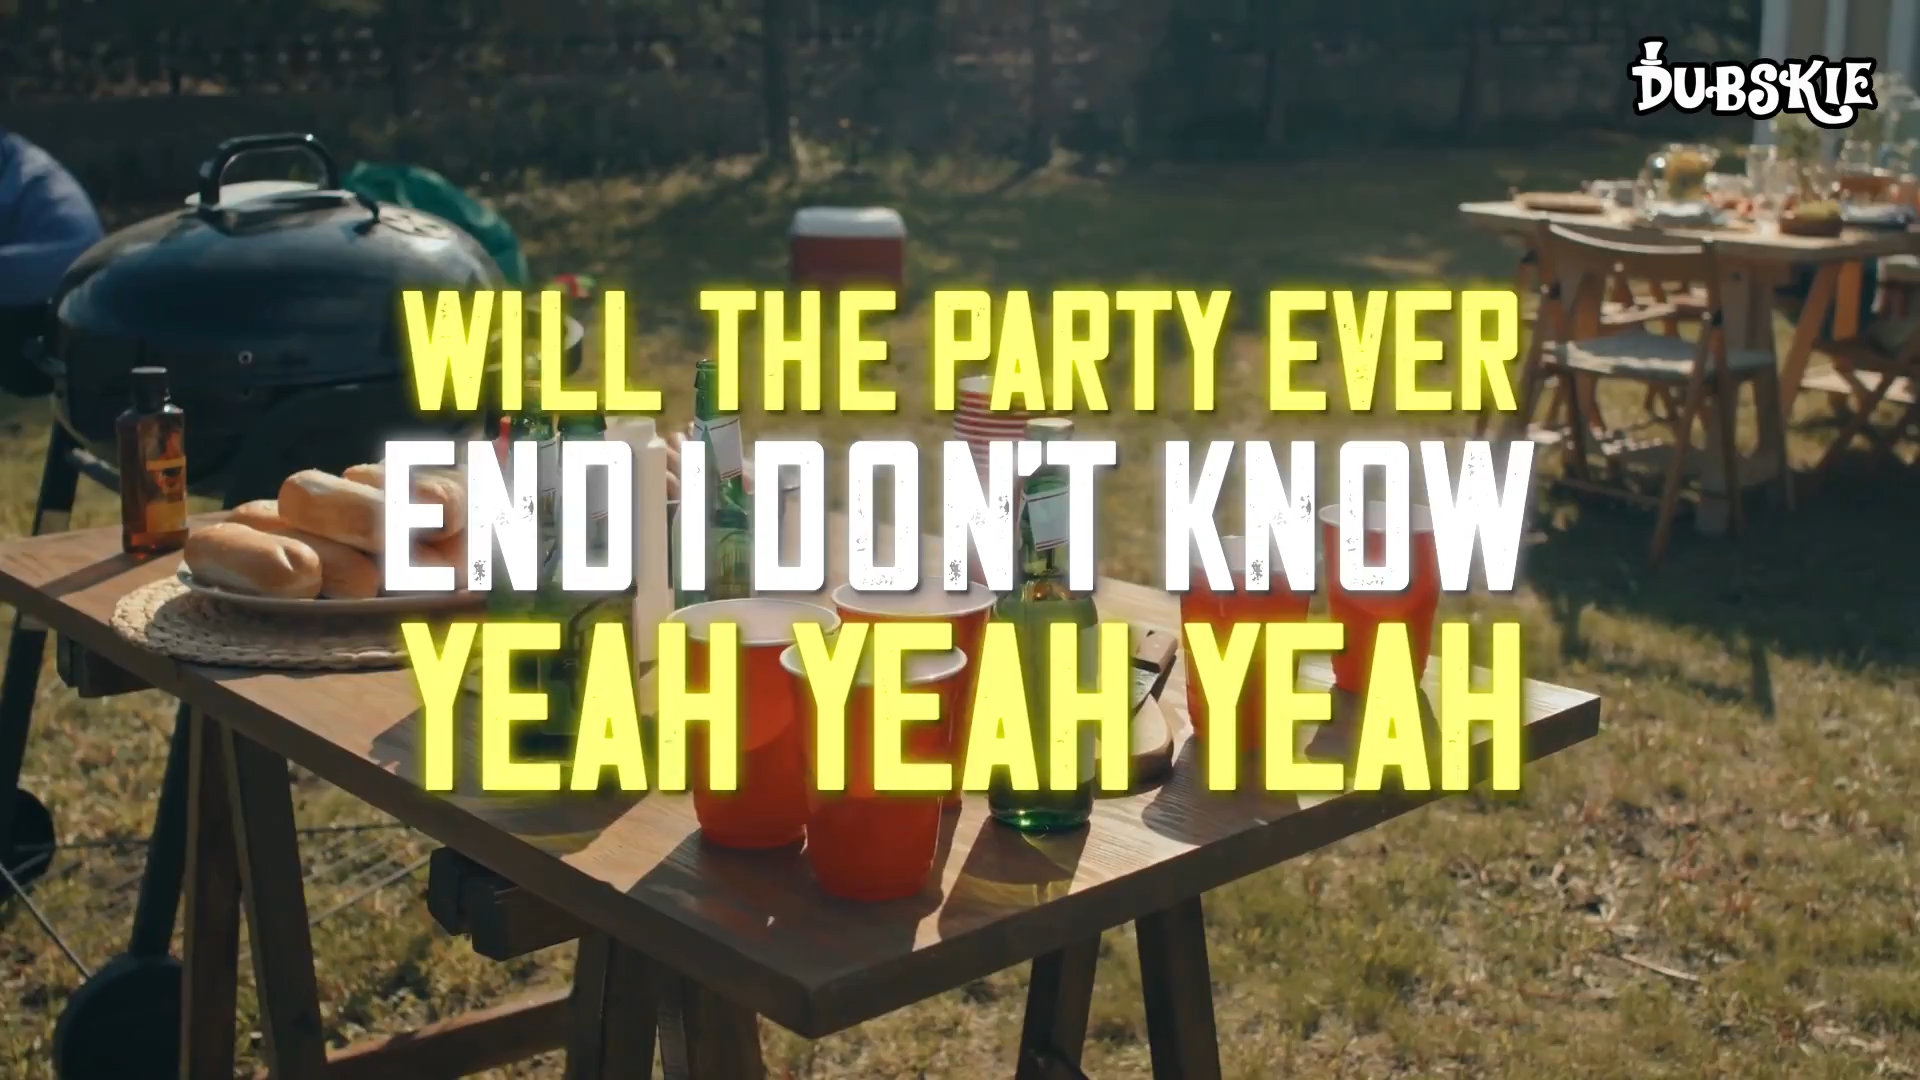 DUBSKIE
WILL THE PARTY EVER
END I DON'T KNOW
YEAH YEAH YEAH